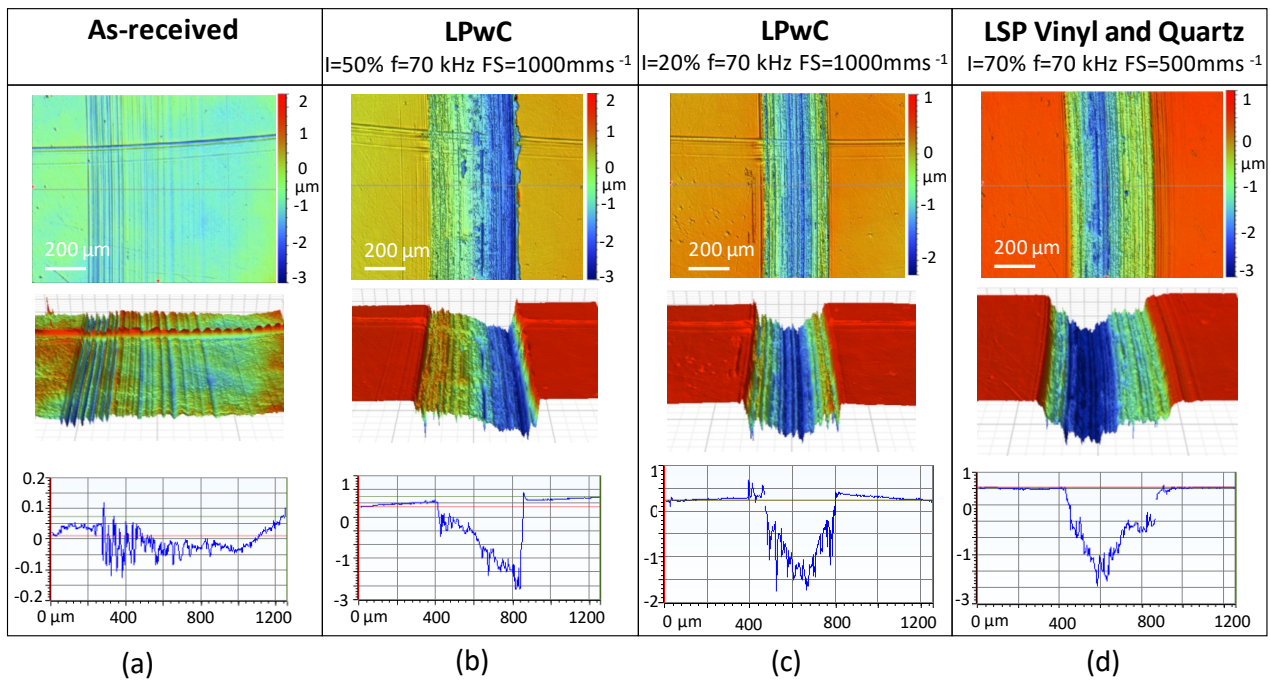 As-received
LPwC
I=50% f=70 kHz FS=1000mms -1
LPwC
I=20% f=70 kHz FS=1000mms -1
LSP Vinyl and Quartz
I=70% f=70 kHz FS=500mms -1
2
1
0
μm
-1
-2
-3
200 μm
2
1
0
μm
-1
-2
-3
200 μm
1
0
μm
-1
-2
200 μm
1
0
μm
-1
-2
-3
200 μm
0.2
0.1
0
-0.1
-0.2
0 μm 400 800 1200
1
0
-1
-3
0 μm 400 800 1200
1
0
-1
-2
0 μm 400 800 1200
1
0
-1
-3
0 μm 400 800 1200
(a)
(b)
(c)
(d)